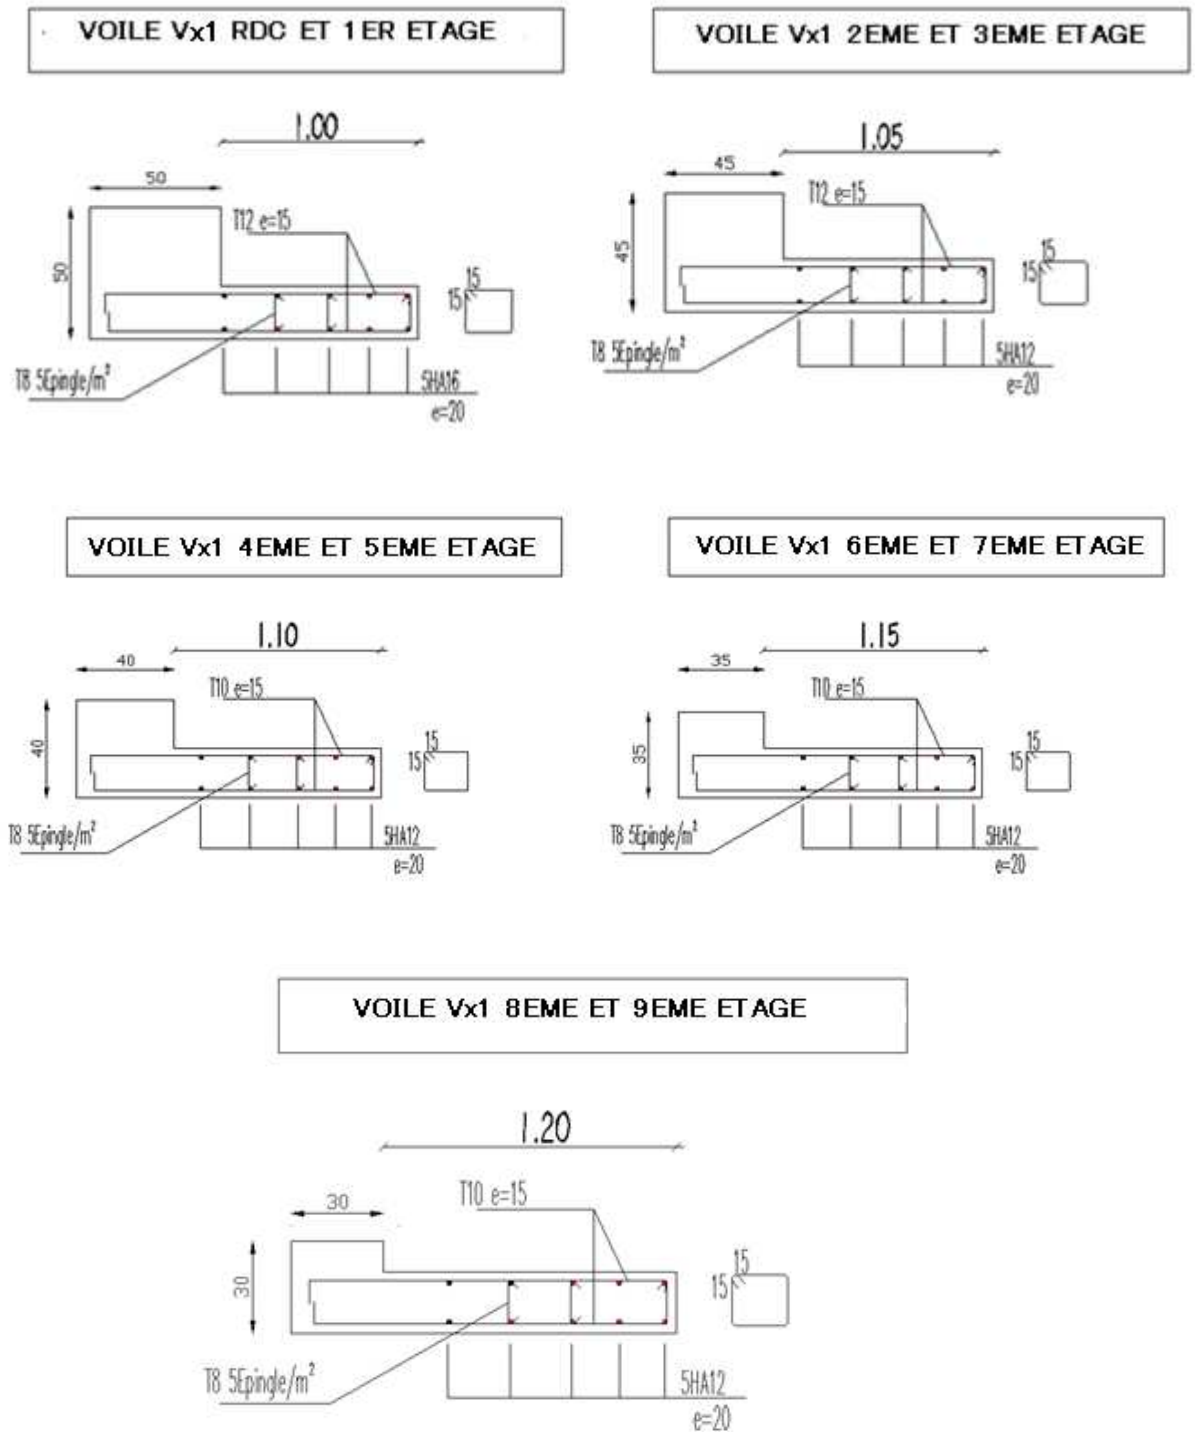 VOILE Vx1 RDC ET 1ER ETAGE
1.00
50
50
T12 e=15
15
15
T8 5Epingle/m²
5HA16
e=20
VOILE Vx1 2EME ET 3EME ETAGE
1.05
45
45
T12 e=15
15
15
T8 5Epingle/m²
5HA12
e=20
VOILE Vx1 4EME ET 5EME ETAGE
1.10
40
40
T10 e=15
15
15
T8 5Epingle/m²
5HA12
e=20
VOILE Vx1 6EME ET 7EME ETAGE
1.15
35
35
T10 e=15
15
15
T8 5Epingle/m²
5HA12
e=20
VOILE Vx1 8EME ET 9EME ETAGE
1.20
30
30
T10 e=15
15
15
T8 5Epingle/m²
5HA12
e=20